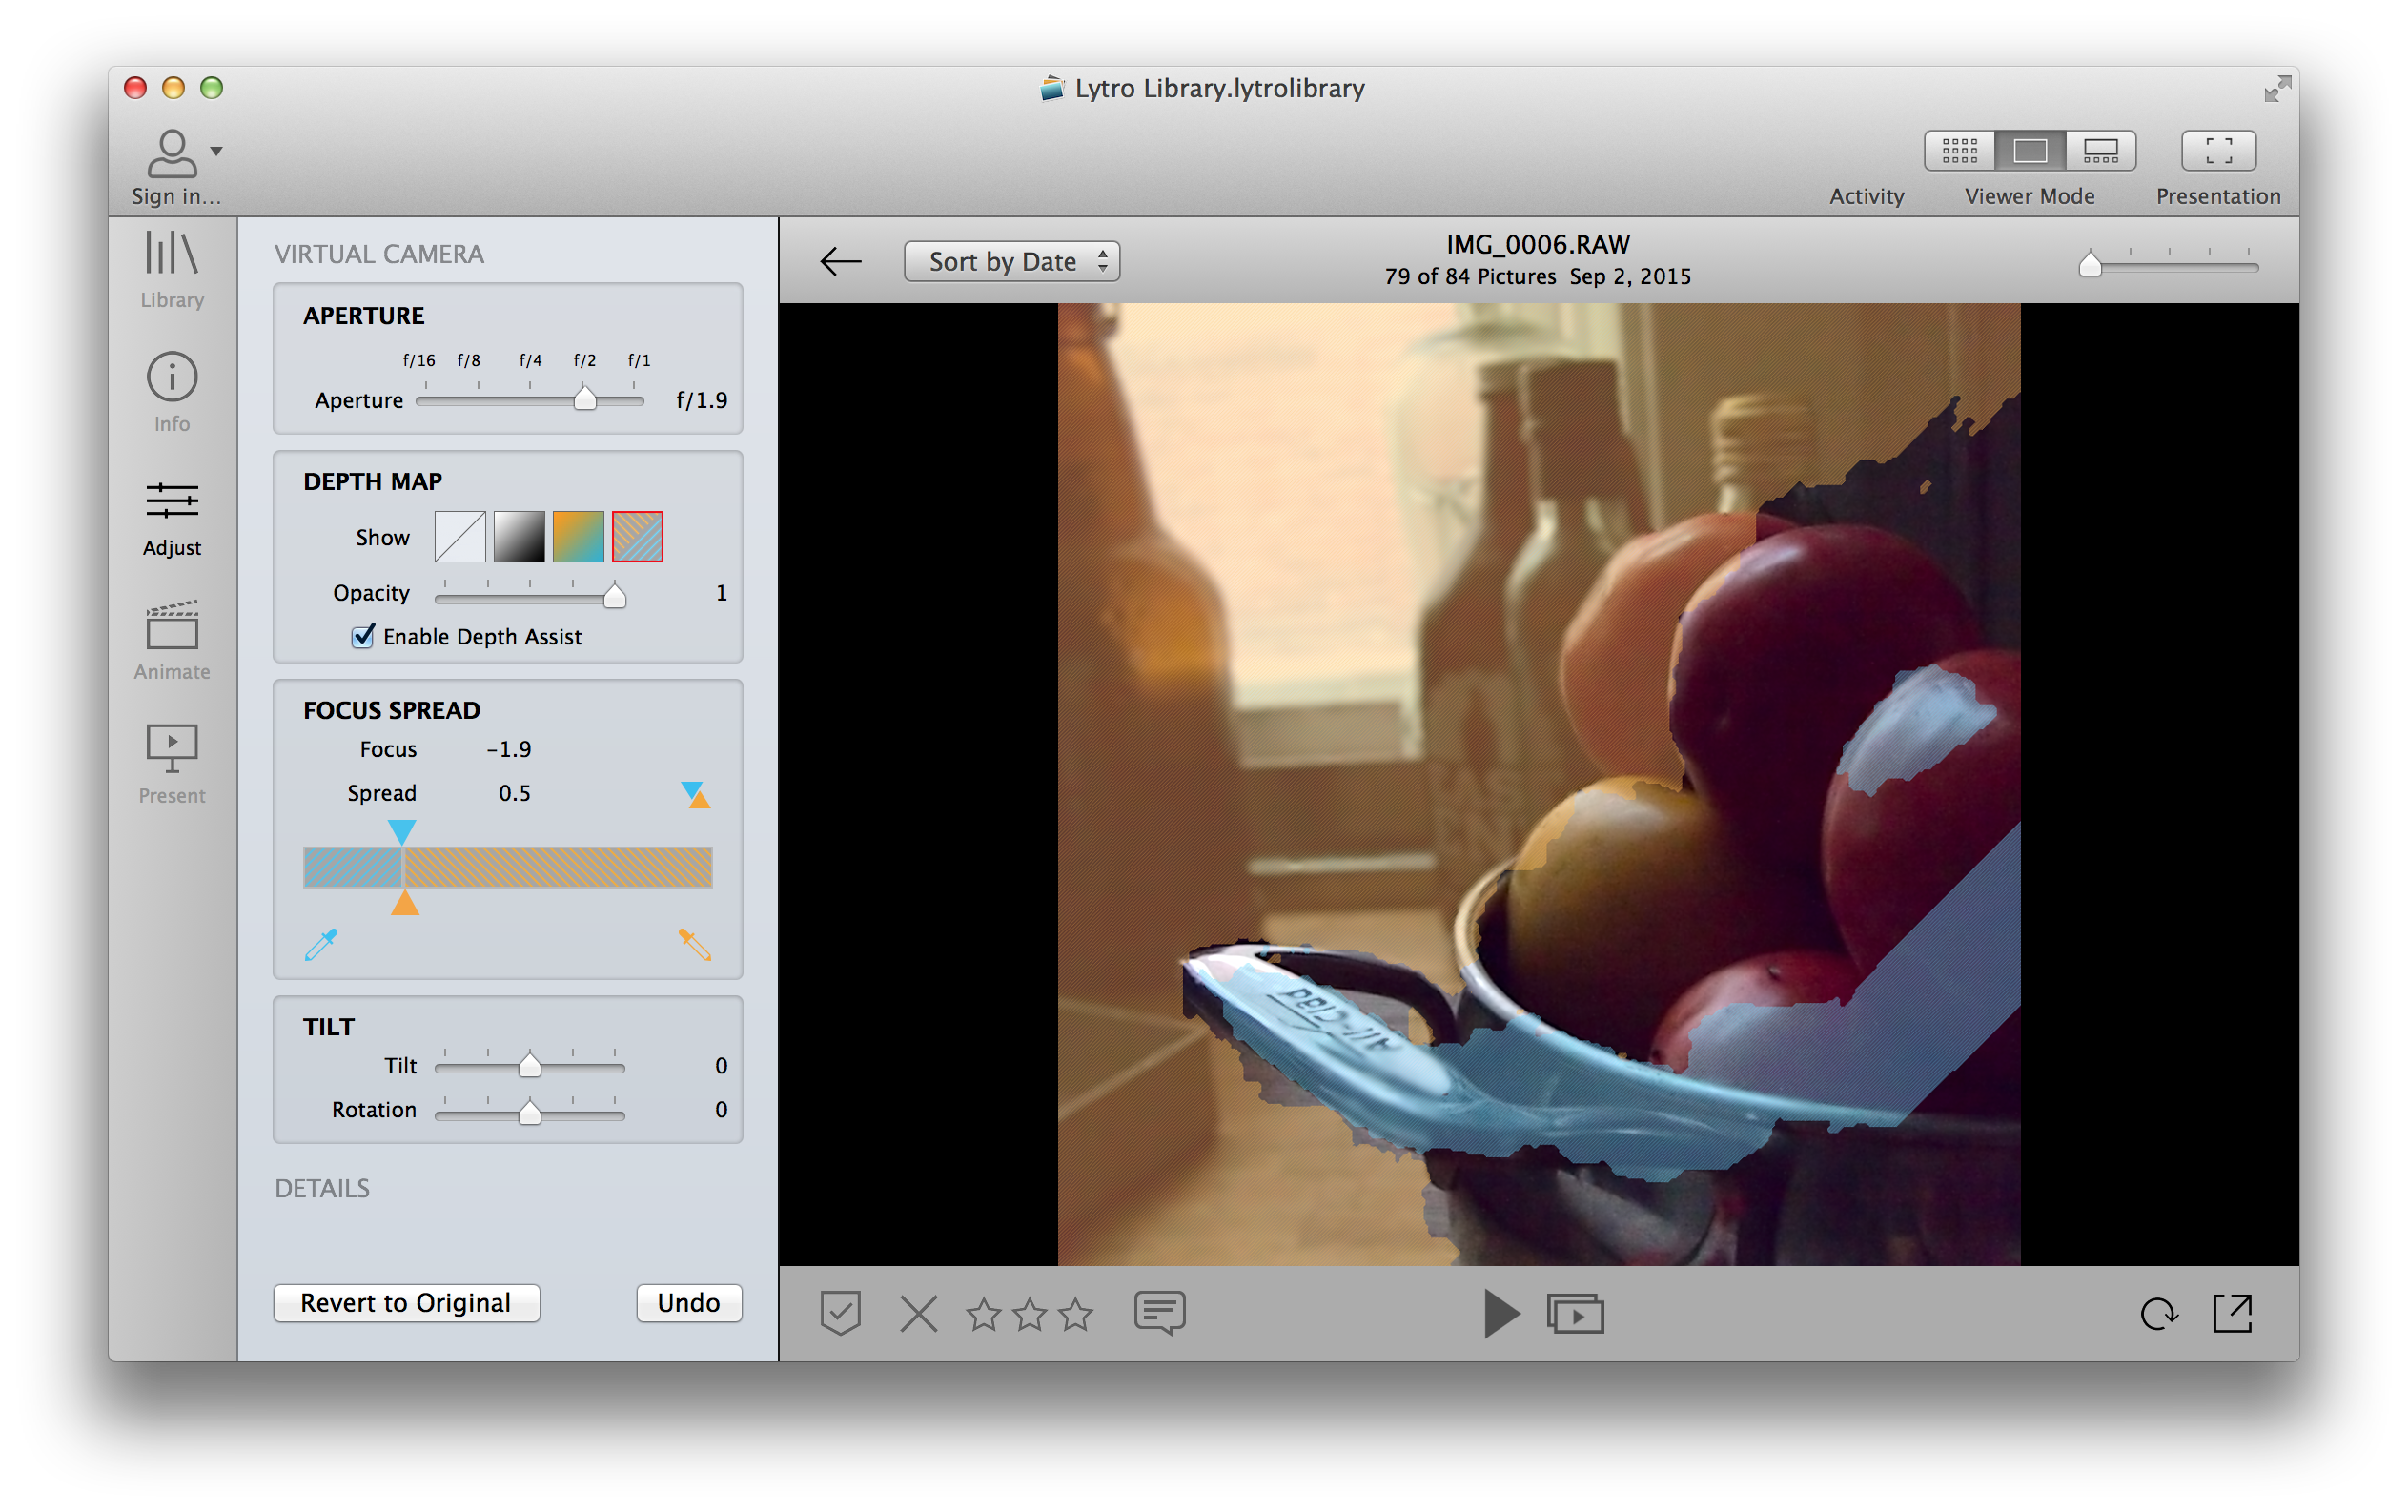 Lytro Library.lytrolibrary
Sign in...
Activity
Viewer Mode
Presentation
Library
Info
Adjust
Animate
Present
VIRTUAL CAMERA
APERTURE
f/16 f/8 f/4 f/2 f/1
Aperture f/1.9
DEPTH MAP
Show
Opacity 1
Enable Depth Assist
FOCUS SPREAD
Focus -1.9
Spread 0.5
TILT
Tilt 0
Rotation 0
DETAILS
Revert to Original Undo
Sort by Date
IMG_0006.RAW
79 of 84 Pictures Sep 2, 2015
All-Clad